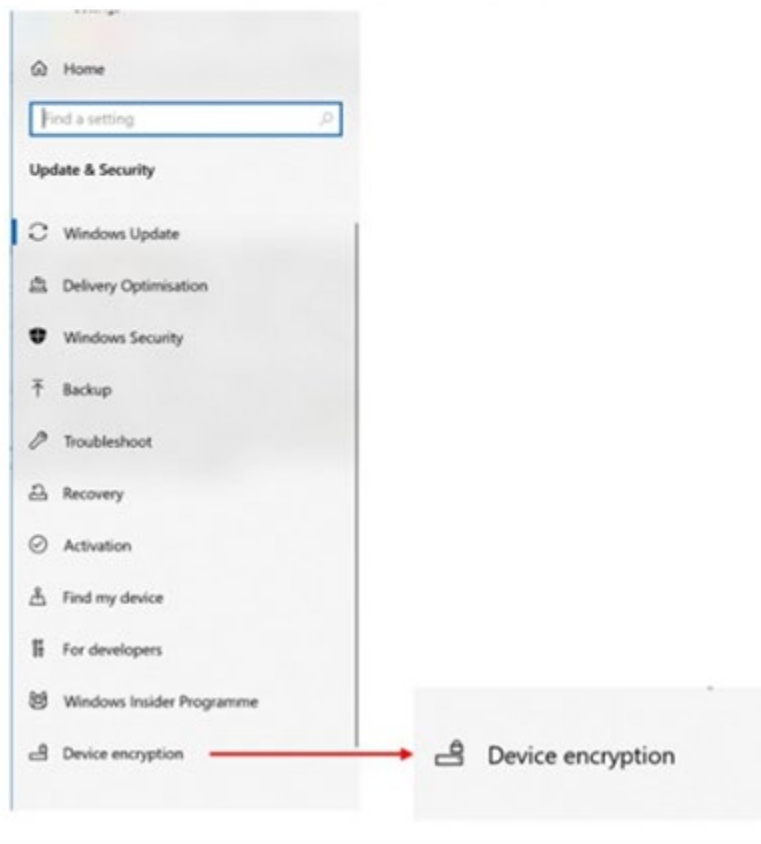 Home
Find a setting
Update & Security
Windows Update
Delivery Optimisation
Windows Security
Backup
Troubleshoot
Recovery
Activation
Find my device
For developers
Windows Insider Programme
Device encryption
Device encryption